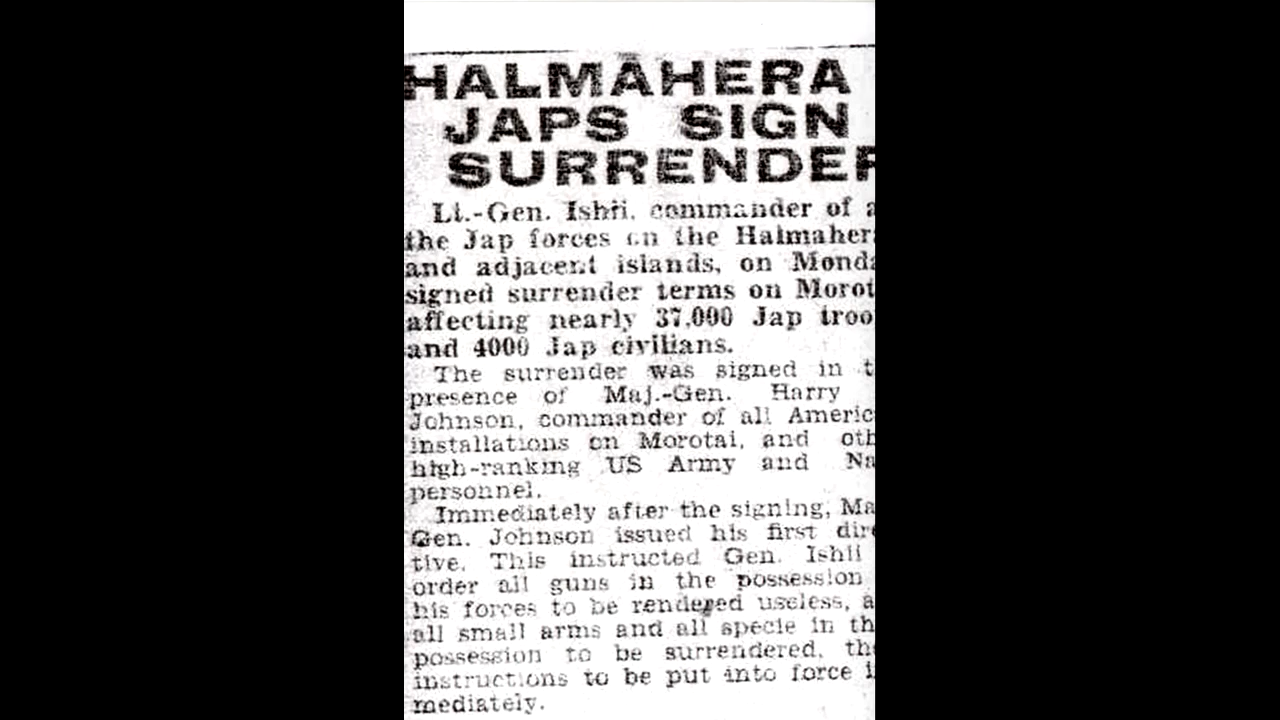 HALMAHERA
JAPS SIGN
SURRENDER
Lt.-Gen. Ishii, commander of a
the Jap forces on the Halmaher
and adjacent islands, on Monda
signed surrender terms on Morot
affecting nearly 37,000 Jap troo
and 4000 Jap civilians.
The surrender was signed in t
presence of Maj.-Gen. Harry
Johnson, commander of all Americ
installations on Morotai, and oth
high-ranking US Army and Na
personnel.
Immediately after the signing, Ma
Gen. Johnson issued his first dire
tive. This instructed Gen. Ishii
order all guns in the possession
his forces to be rendered useless, a
all small arms and all specie in th
possession to be surrendered, the
instructions to be put into force i
mediately.